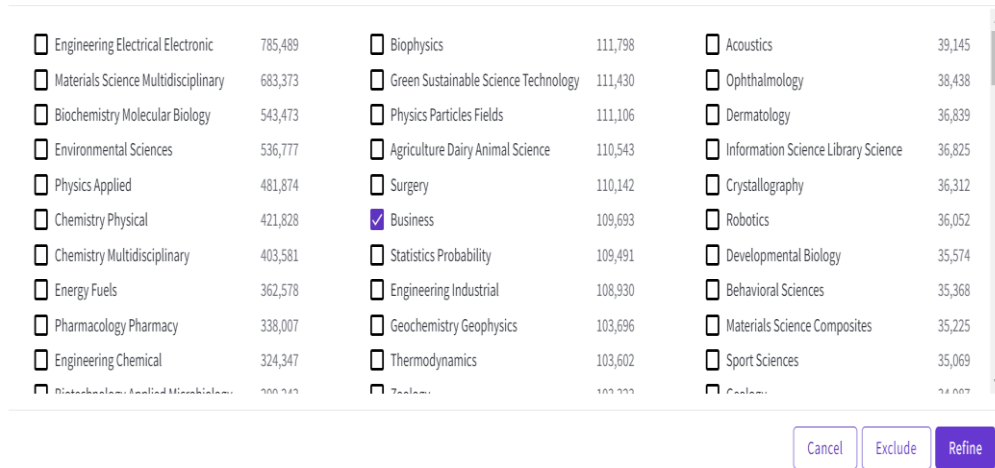 Engineering Electrical Electronic 785,489 Biophysics 111,798 Acoustics 39,145
Materials Science Multidisciplinary 683,373 Green Sustainable Science Technology 111,430 Ophthalmology 38,438
Biochemistry Molecular Biology 543,473 Physics Particles Fields 111,106 Dermatology 36,839
Environmental Sciences 536,777 Agriculture Dairy Animal Science 110,543 Information Science Library Science 36,825
Physics Applied 481,874 Surgery 110,142 Crystallography 36,312
Chemistry Physical 421,828 Business 109,693 Robotics 36,052
Chemistry Multidisciplinary 403,581 Statistics Probability 109,491 Developmental Biology 35,574
Energy Fuels 362,578 Engineering Industrial 108,930 Behavioral Sciences 35,368
Pharmacology Pharmacy 338,007 Geochemistry Geophysics 103,696 Materials Science Composites 35,225
Engineering Chemical 324,347 Thermodynamics 103,602 Sport Sciences 35,069
Biotechnology Applied Microbiology Zoology Geology
Cancel Exclude Refine